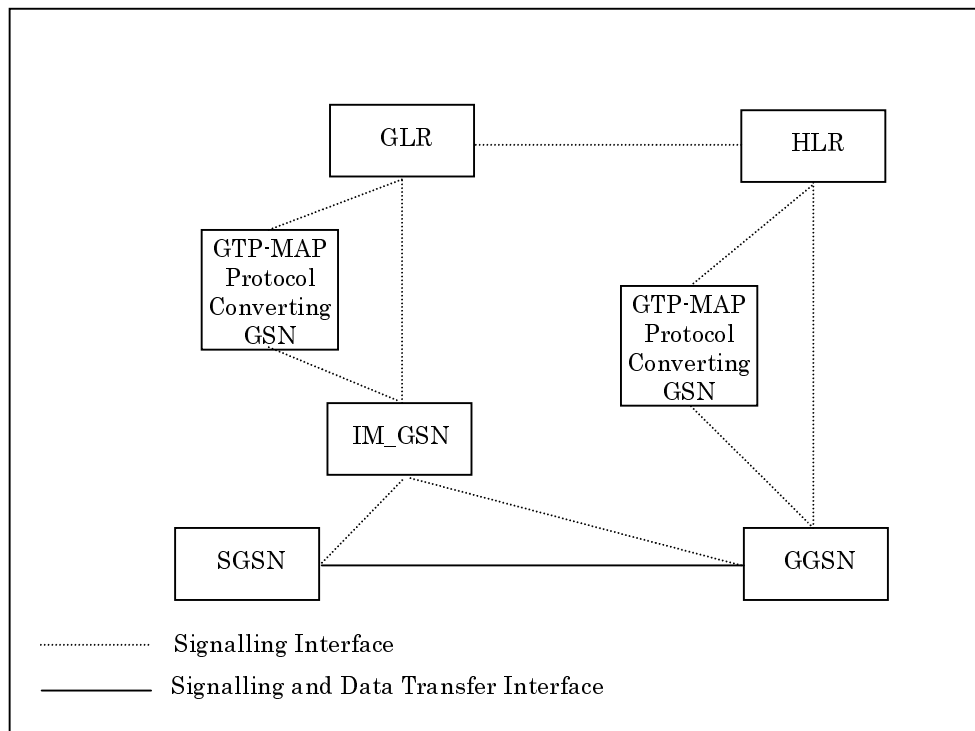 GLR
HLR
GTP-MAP
Protocol
Converting
GSN
GTP-MAP
Protocol
Converting
GSN
IM_GSN
SGSN
GGSN
Signalling Interface
Signalling and Data Transfer Interface